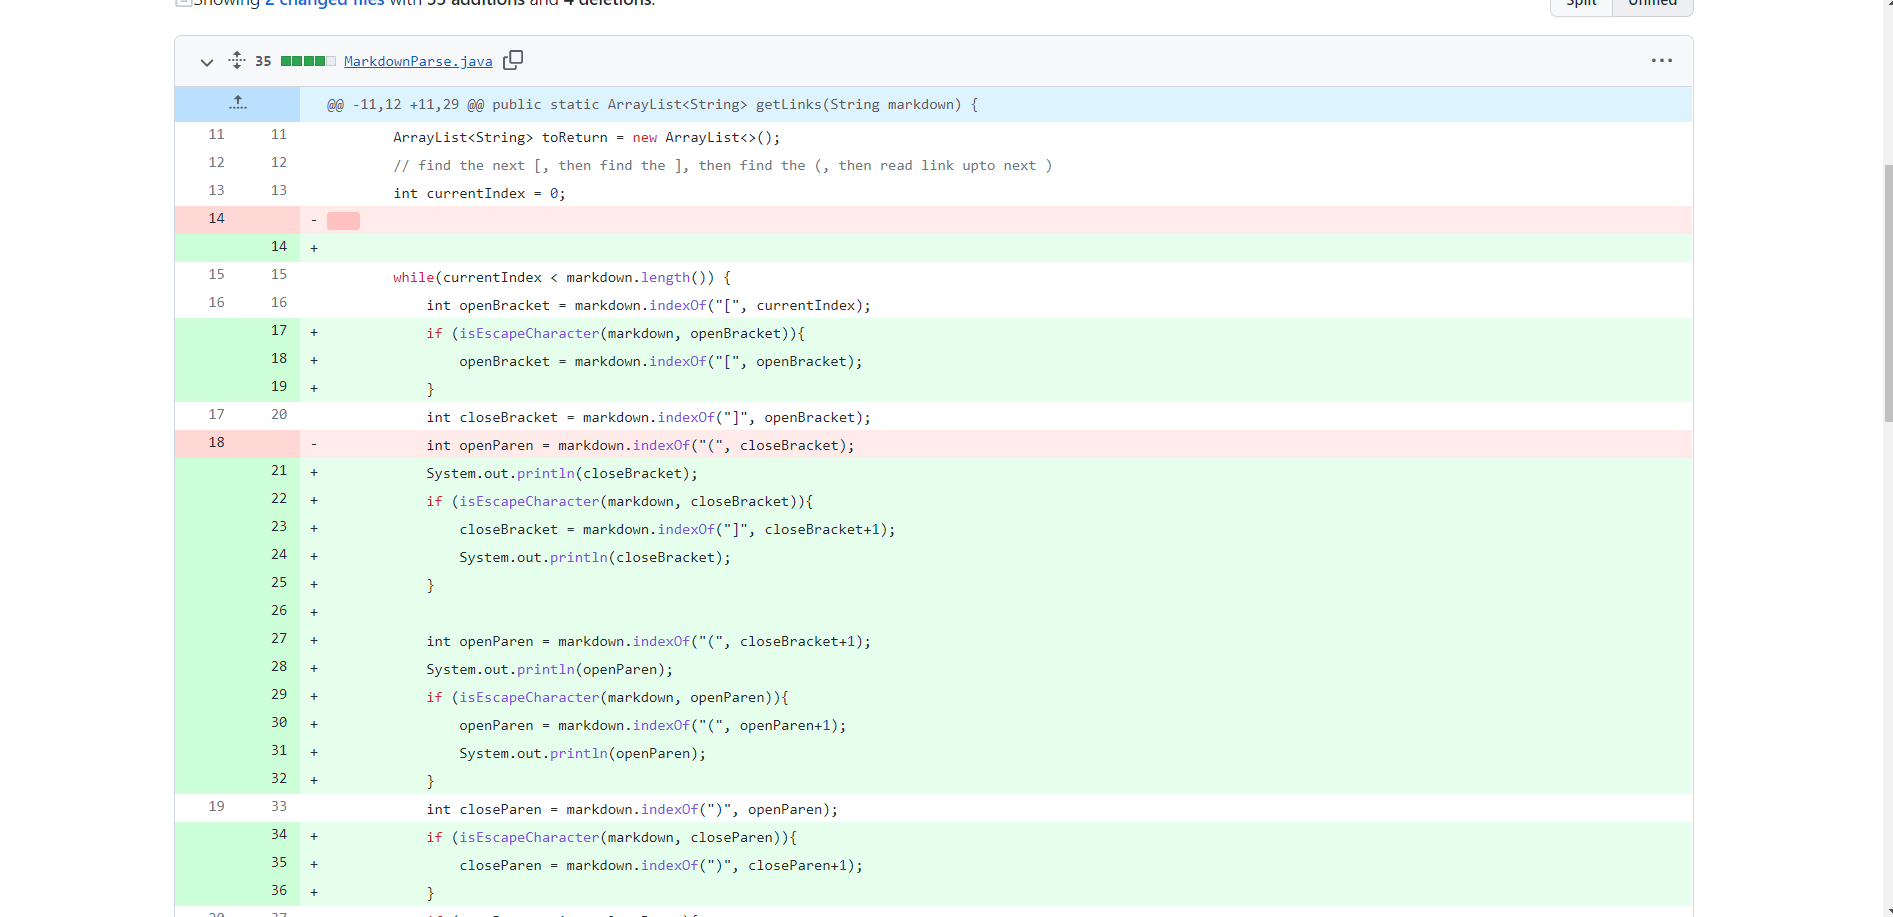 Showing 2 changed files with 35 additions and 4 deletions.
Split Unified
35 MarkdownParse.java
@@ -11,12 +11,29 @@ public static ArrayList<String> getLinks(String markdown) {
11 11 ArrayList<String> toReturn = new ArrayList<>();
12 12 // find the next [, then find the ], then find the (, then read link upto next )
13 13 int currentIndex = 0;
14 -
14 +
15 15 while(currentIndex < markdown.length()) {
16 16 int openBracket = markdown.indexOf("[", currentIndex);
17 + if (isEscapeCharacter(markdown, openBracket)){
18 + openBracket = markdown.indexOf("[", openBracket);
19 + }
17 20 int closeBracket = markdown.indexOf("]", openBracket);
18 - int openParen = markdown.indexOf("(", closeBracket);
21 + System.out.println(closeBracket);
22 + if (isEscapeCharacter(markdown, closeBracket)){
23 + closeBracket = markdown.indexOf("]", closeBracket+1);
24 + System.out.println(closeBracket);
25 + }
26 +
27 + int openParen = markdown.indexOf("(", closeBracket+1);
28 + System.out.println(openParen);
29 + if (isEscapeCharacter(markdown, openParen)){
30 + openParen = markdown.indexOf("(", openParen+1);
31 + System.out.println(openParen);
32 + }
19 33 int closeParen = markdown.indexOf(")", openParen);
34 + if (isEscapeCharacter(markdown, closeParen)){
35 + closeParen = markdown.indexOf(")", closeParen+1);
36 + }
20 37